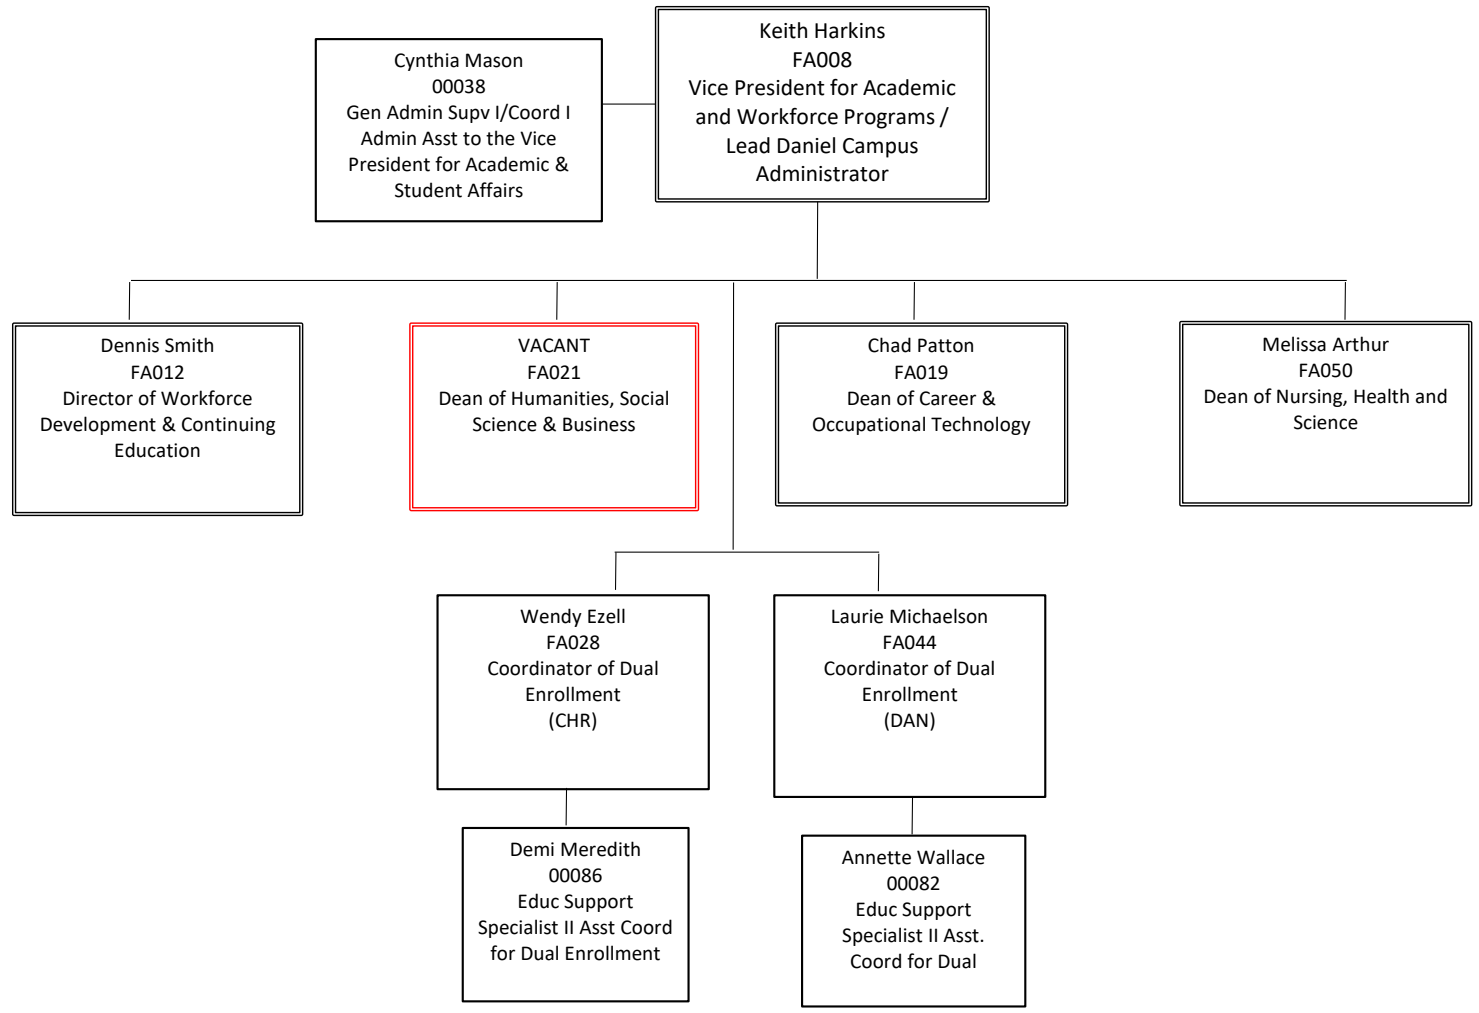 Keith Harkins
FA008
Vice President for Academic
and Workforce Programs /
Lead Daniel Campus
Administrator
Cynthia Mason
00038
Gen Admin Supv I/Coord I
Admin Asst to the Vice
President for Academic &
Student Affairs
Dennis Smith
FA012
Director of Workforce
Development & Continuing
Education
VACANT
FA021
Dean of Humanities, Social
Science & Business
Chad Patton
FA019
Dean of Career &
Occupational Technology
Melissa Arthur
FA050
Dean of Nursing, Health and
Science
Wendy Ezell
FA028
Coordinator of Dual
Enrollment
(CHR)
Laurie Michaelson
FA044
Coordinator of Dual
Enrollment
(DAN)
Demi Meredith
00086
Educ Support
Specialist II Asst Coord
for Dual Enrollment
Annette Wallace
00082
Educ Support
Specialist II Asst.
Coord for Dual